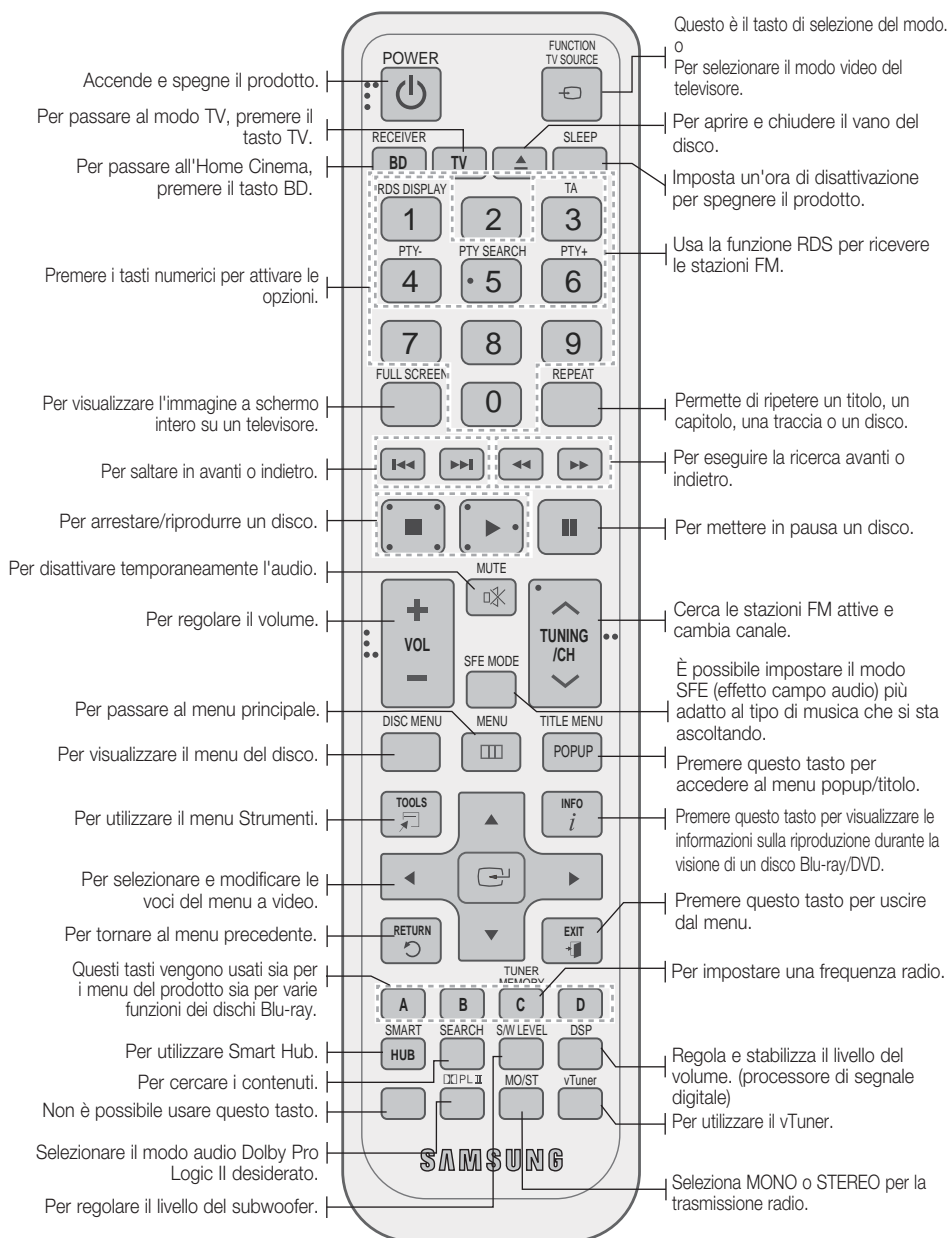 Accende e spegne il prodotto.
Per passare al modo TV, premere il
tasto TV.
Per passare all'Home Cinema,
premere il tasto BD.
Premere i tasti numerici per attivare le
opzioni.
Per visualizzare l'immagine a schermo
intero su un televisore.
Per saltare in avanti o indietro.
Per arrestare/riprodurre un disco.
Per disattivare temporaneamente l'audio.
Per regolare il volume.
Per passare al menu principale.
Per visualizzare il menu del disco.
Per utilizzare il menu Strumenti.
Per selezionare e modificare le
voci del menu a video.
Per tornare al menu precedente.
Questi tasti vengono usati sia per
i menu del prodotto sia per varie
funzioni dei dischi Blu-ray.
Per utilizzare Smart Hub.
Per cercare i contenuti.
Non è possibile usare questo tasto.
Selezionare il modo audio Dolby Pro
Logic II desiderato.
Per regolare il livello del subwoofer.
POWER
FUNCTION
TV SOURCE
RECEIVER
SLEEP
BD
TV
RDS DISPLAY
TA
1
2
3
PTY-
PTY SEARCH
PTY+
4
5
6
7
8
9
FULL SCREEN
REPEAT
0
MUTE
VOL
TUNING
/CH
SFE MODE
DISC MENU
MENU
TITLE MENU
POPUP
TOOLS
INFO
i
RETURN
EXIT
TUNER
MEMORY
A
B
C
D
SMART
SEARCH
S/W LEVEL
DSP
HUB
PL II
MO/ST
vTuner
SAMSUNG
Questo è il tasto di selezione del modo.
o
Per selezionare il modo video del
televisore.
Per aprire e chiudere il vano del
disco.
Imposta un'ora di disattivazione
per spegnere il prodotto.
Usa la funzione RDS per ricevere
le stazioni FM.
Permette di ripetere un titolo, un
capitolo, una traccia o un disco.
Per eseguire la ricerca avanti o
indietro.
Per mettere in pausa un disco.
Cerca le stazioni FM attive e
cambia canale.
È possibile impostare il modo
SFE (effetto campo audio) più
adatto al tipo di musica che si sta
ascoltando.
Premere questo tasto per
accedere al menu popup/titolo.
Premere questo tasto per visualizzare le
informazioni sulla riproduzione durante la
visione di un disco Blu-ray/DVD.
Premere questo tasto per uscire
dal menu.
Per impostare una frequenza radio.
Regola e stabilizza il livello del
volume. (processore di segnale
digitale)
Per utilizzare il vTuner.
Seleziona MONO o STEREO per la
trasmissione radio.